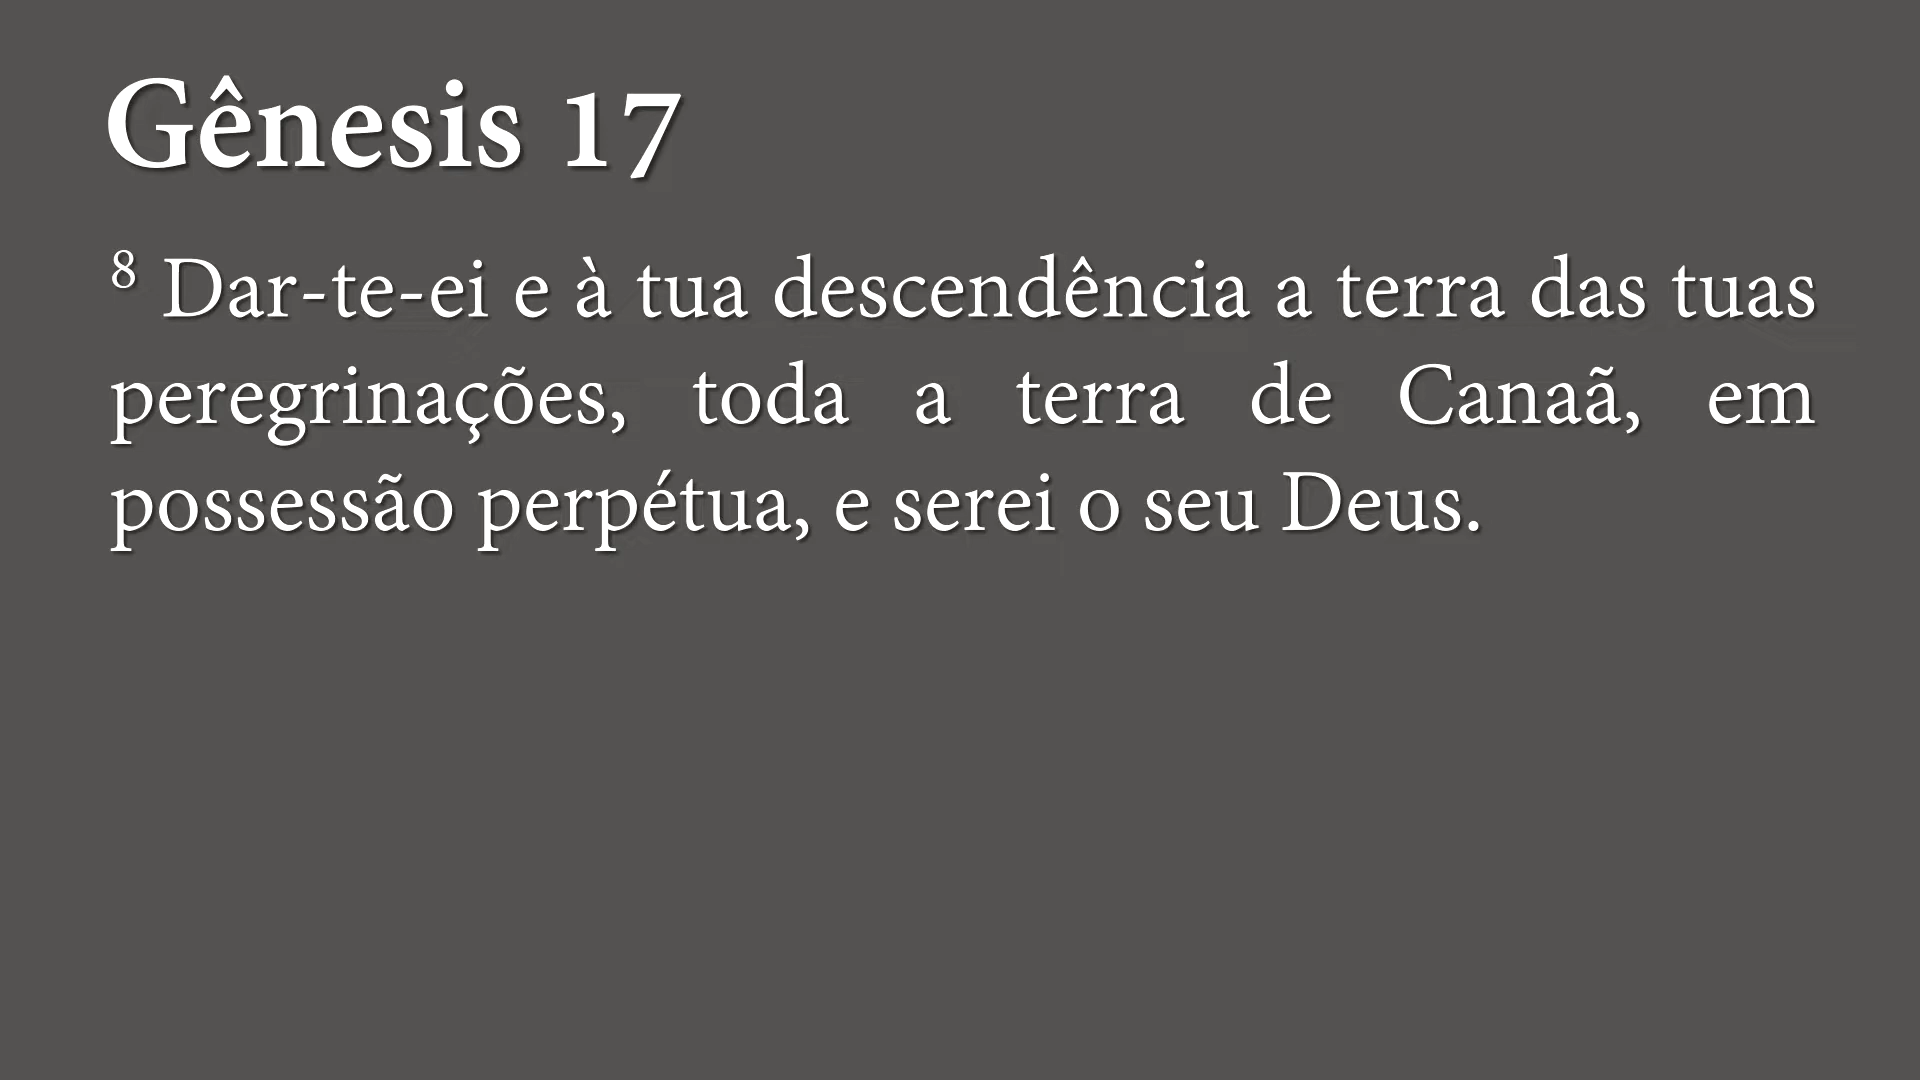 Gênesis 17
8 Dar-te-ei e à tua descendência a terra das tuas
peregrinações, toda a terra de Canaã, em
possessão perpétua, e serei o seu Deus.